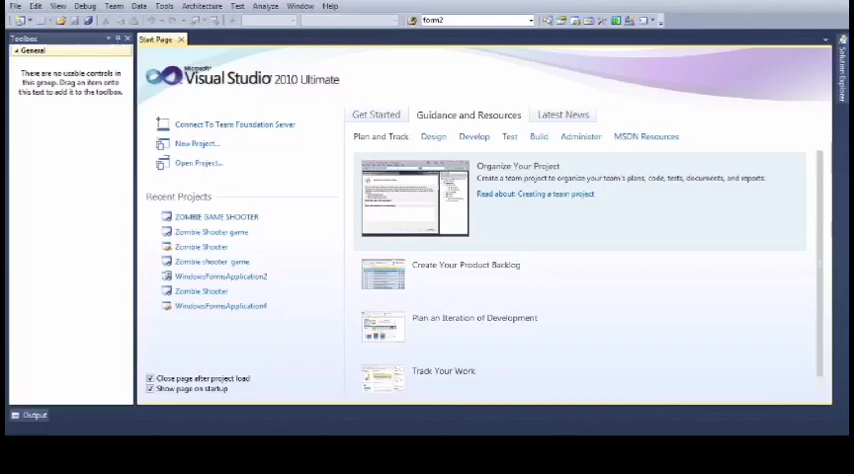 File Edit View Debug Team Data Tools Architecture Test Analyze Window Help
form2
Toolbox
Start Page
General
There are no usable controls in
this group. Drag an item onto
this text to add it to the toolbox.
Microsoft
Visual Studio 2010 Ultimate
Connect To Team Foundation Server
New Project...
Open Project...
Recent Projects
ZOMBIE GAME SHOOTER
Zombie Shooter game
Zombie Shooter
Zombie shooter game
WindowsFormsApplication2
Zombie Shooter
WindowsFormsApplication4
Close page after project load
Show page on startup
Get Started Guidance and Resources Latest News
Plan and Track Design Develop Test Build Administer MSDN Resources
Organize Your Project
Create a team project to organize your team's plans, code, tests, documents, and reports.
Read about: Creating a team project
Create Your Product Backlog
Plan an Iteration of Development
Track Your Work
Solution Explorer
Output